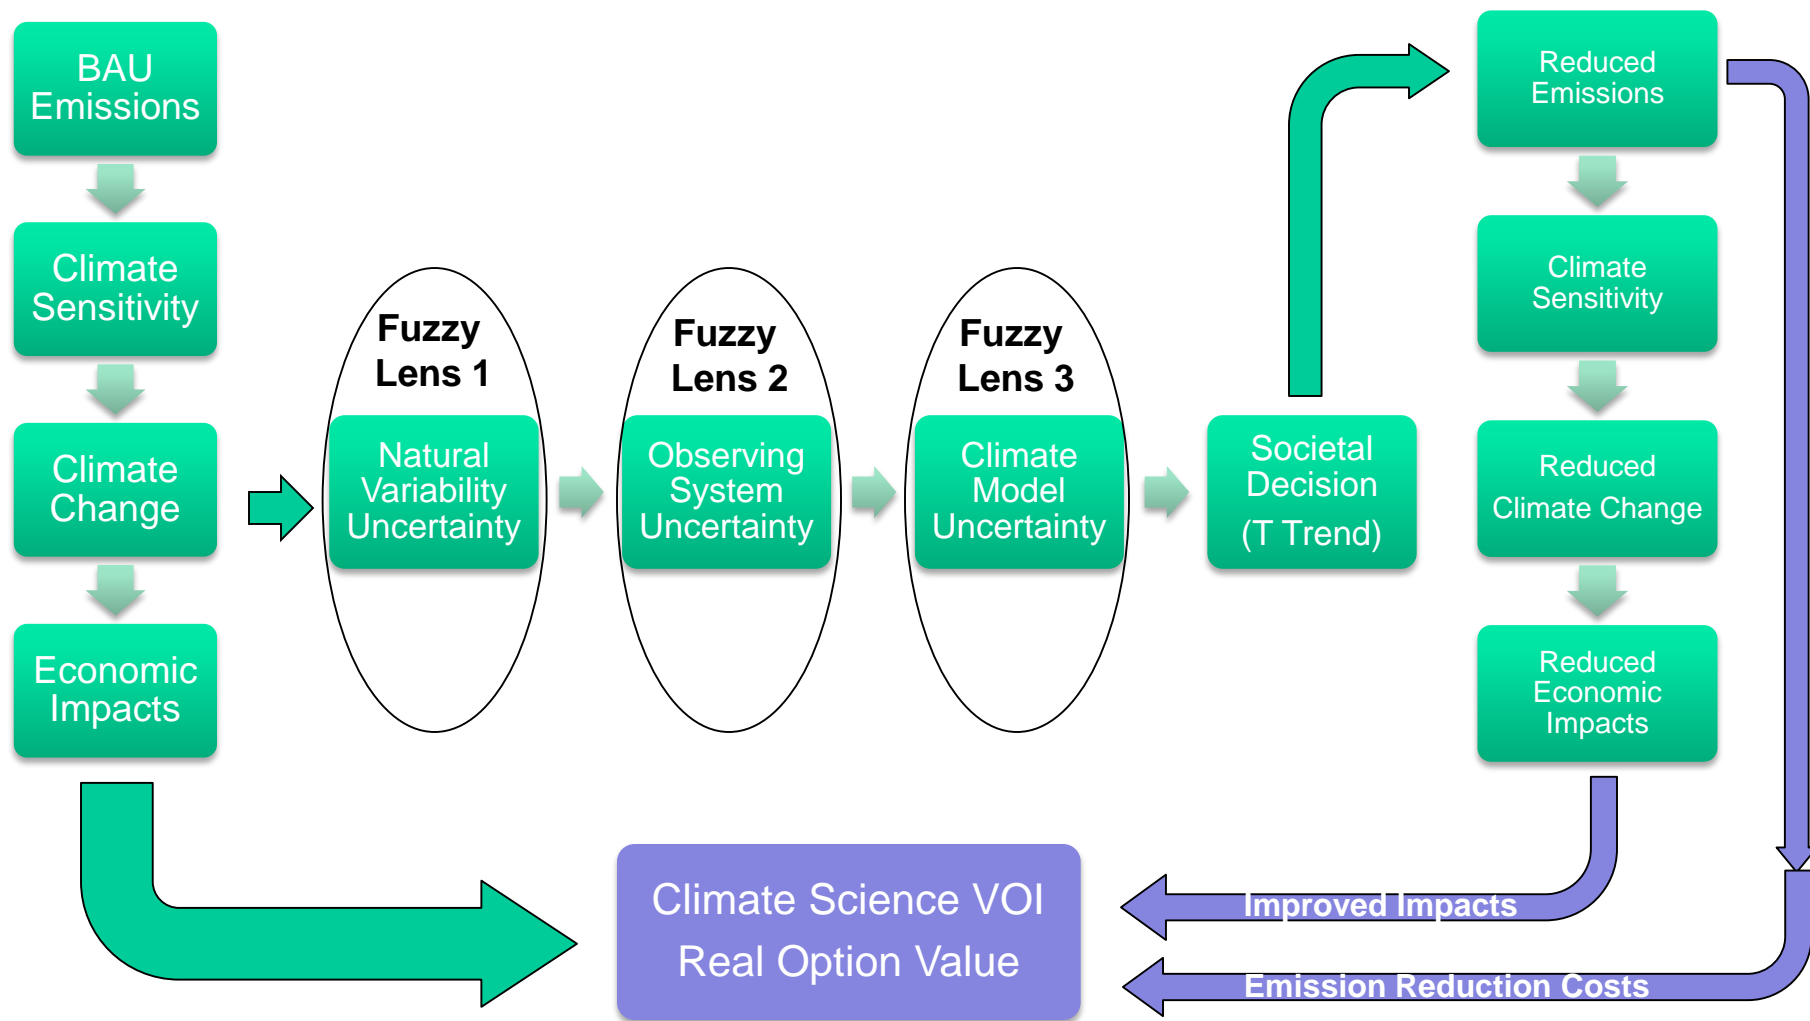 BAU
Emissions
Climate
Sensitivity
Climate
Change
Economic
Impacts
Fuzzy
Lens 1
Natural
Variability
Uncertainty
Fuzzy
Lens 2
Observing
System
Uncertainty
Fuzzy
Lens 3
Climate
Model
Uncertainty
Societal
Decision
(T Trend)
Reduced
Emissions
Climate
Sensitivity
Reduced
Climate Change
Reduced
Economic
Impacts
Improved Impacts
Emission Reduction Costs
Climate Science VOI
Real Option Value